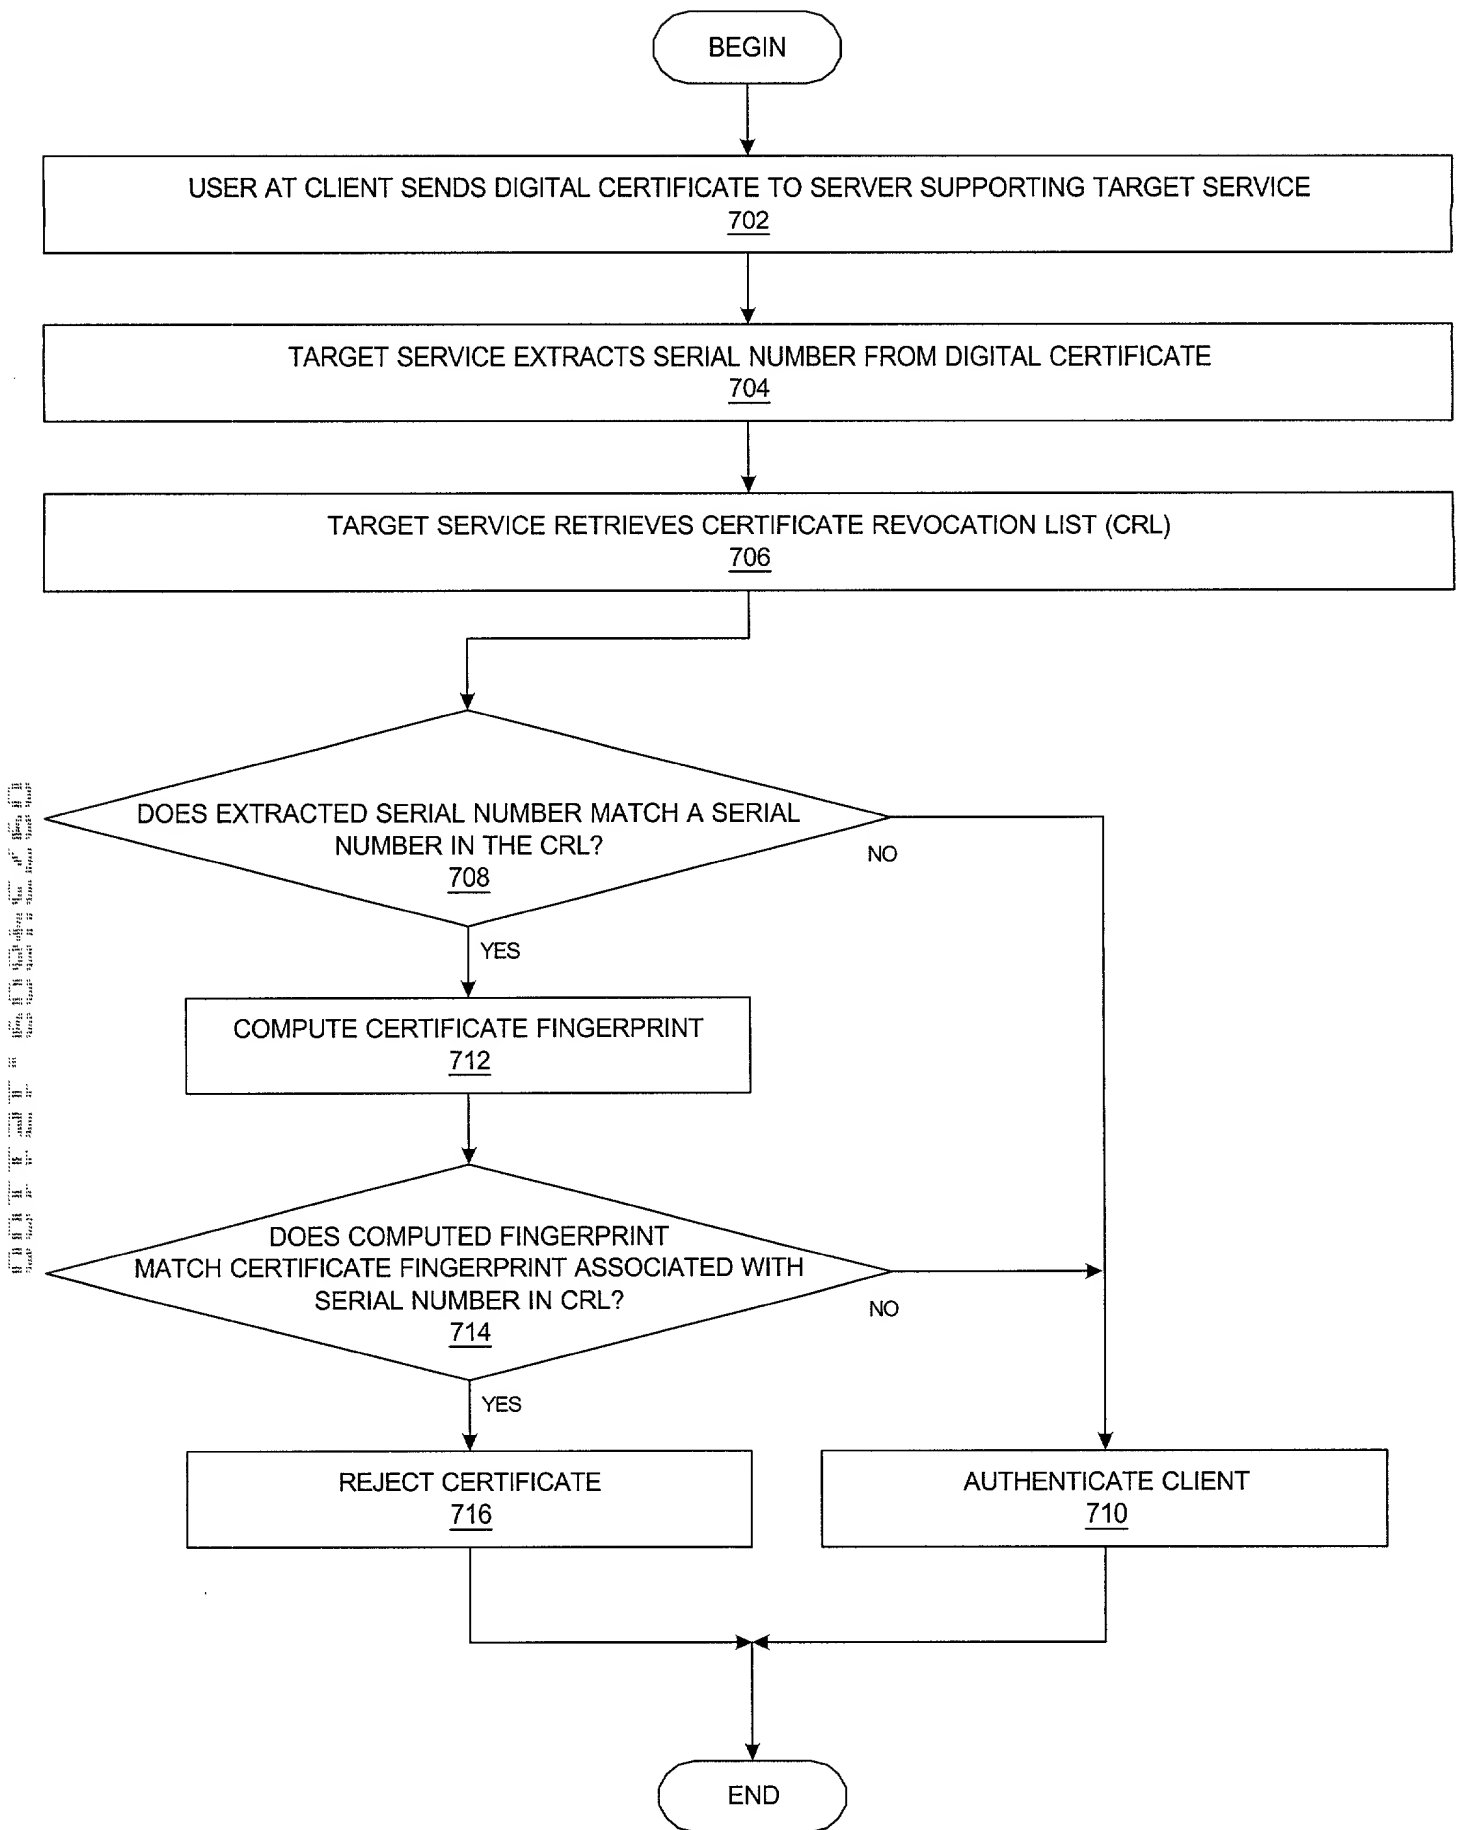 BEGIN
USER AT CLIENT SENDS DIGITAL CERTIFICATE TO SERVER SUPPORTING TARGET SERVICE
702
TARGET SERVICE EXTRACTS SERIAL NUMBER FROM DIGITAL CERTIFICATE
704
TARGET SERVICE RETRIEVES CERTIFICATE REVOCATION LIST (CRL)
706
DOES EXTRACTED SERIAL NUMBER MATCH A SERIAL
NUMBER IN THE CRL?
708
NO
YES
COMPUTE CERTIFICATE FINGERPRINT
712
DOES COMPUTED FINGERPRINT
MATCH CERTIFICATE FINGERPRINT ASSOCIATED WITH
SERIAL NUMBER IN CRL?
714
NO
YES
REJECT CERTIFICATE
716
AUTHENTICATE CLIENT
710
END